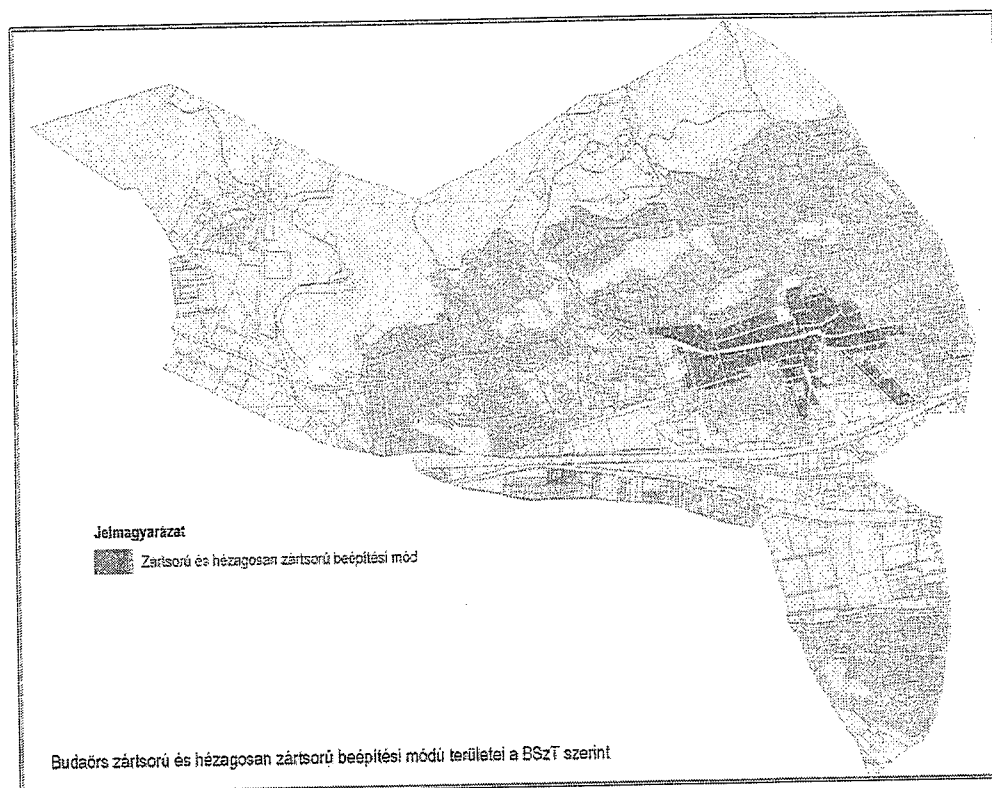 Jelmagyarázat
Zártsorú és hézagosan zártsorú beépítési mód
Budaörs zártsorú és hézagosan zártsorú beépítési módú területei a BSzT szerint